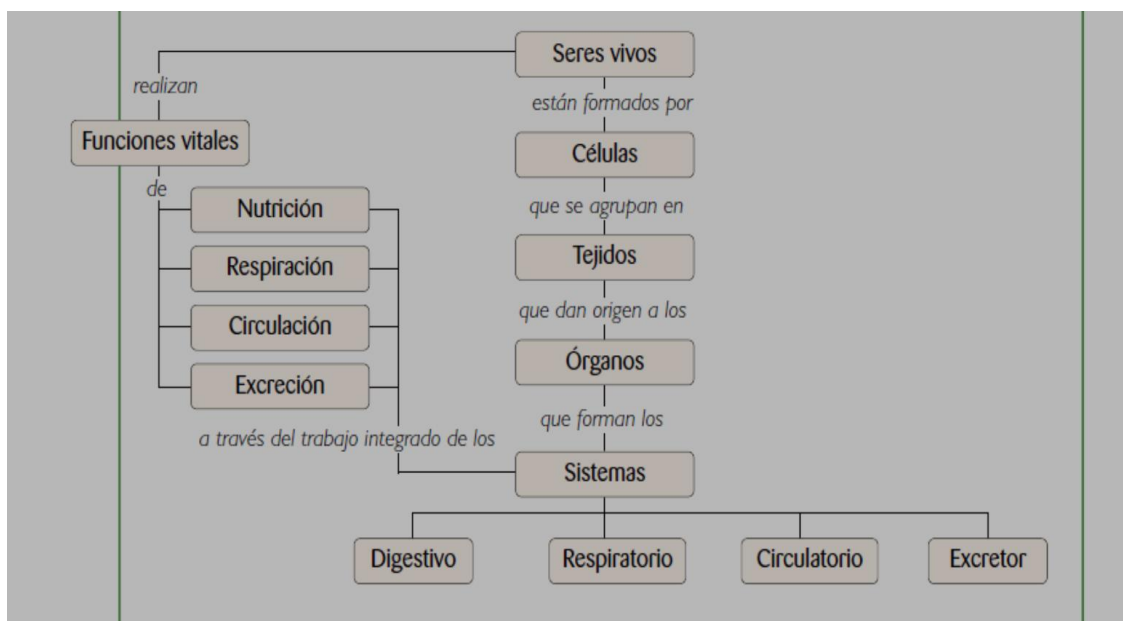 Seres vivos
realizan
están formados por
Funciones vitales
Células
de
que se agrupan en
Nutrición
Tejidos
Respiración
que dan origen a los
Circulación
Órganos
Excreción
que forman los
a través del trabajo integrado de los
Sistemas
Digestivo
Respiratorio
Circulatorio
Excretor